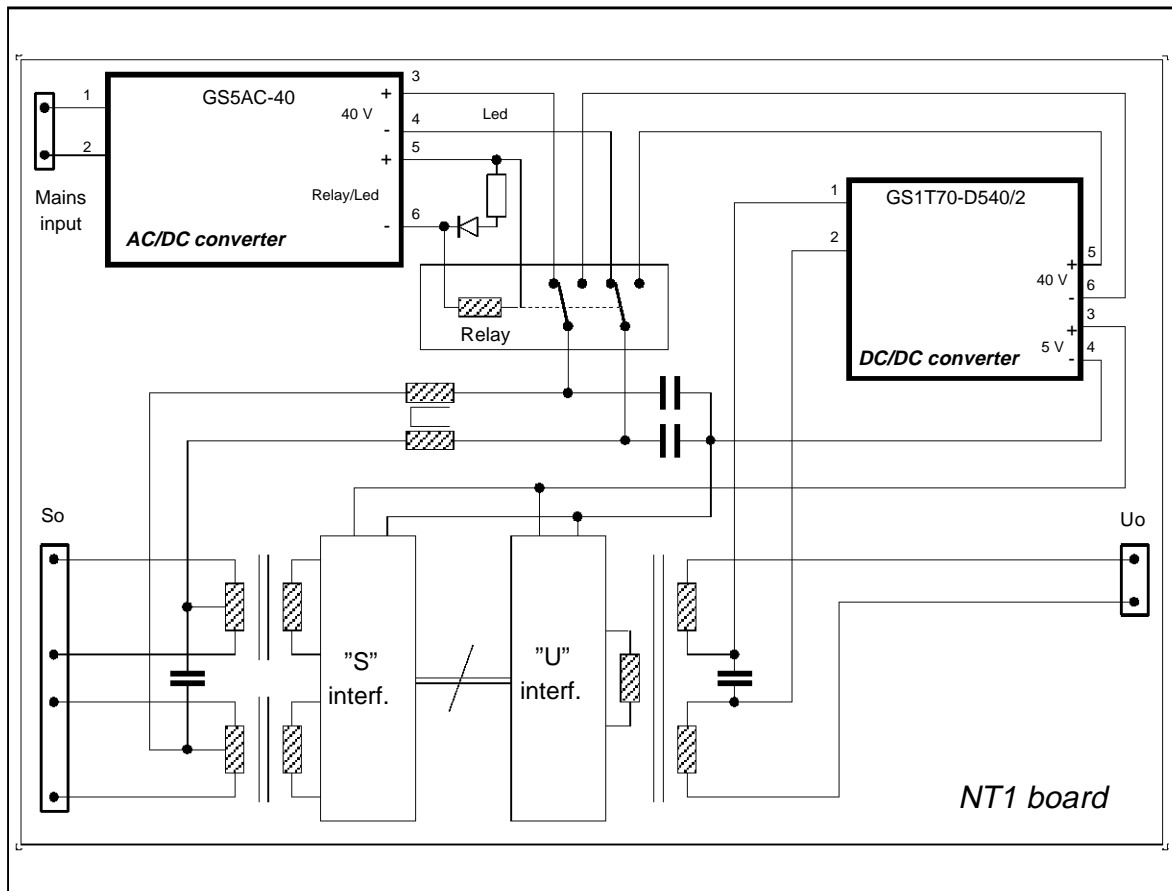 GS5AC-40
AC/DC converter
1
2
Mains
input
3
+
40 V
4
-
5
+
Relay/Led
6
-
Led
Relay
GS1T70-D540/2
DC/DC converter
1
2
5
+
40 V
6
-
3
+
5 V
4
-
So
Uo
"S"
interf.
"U"
interf.
NT1 board